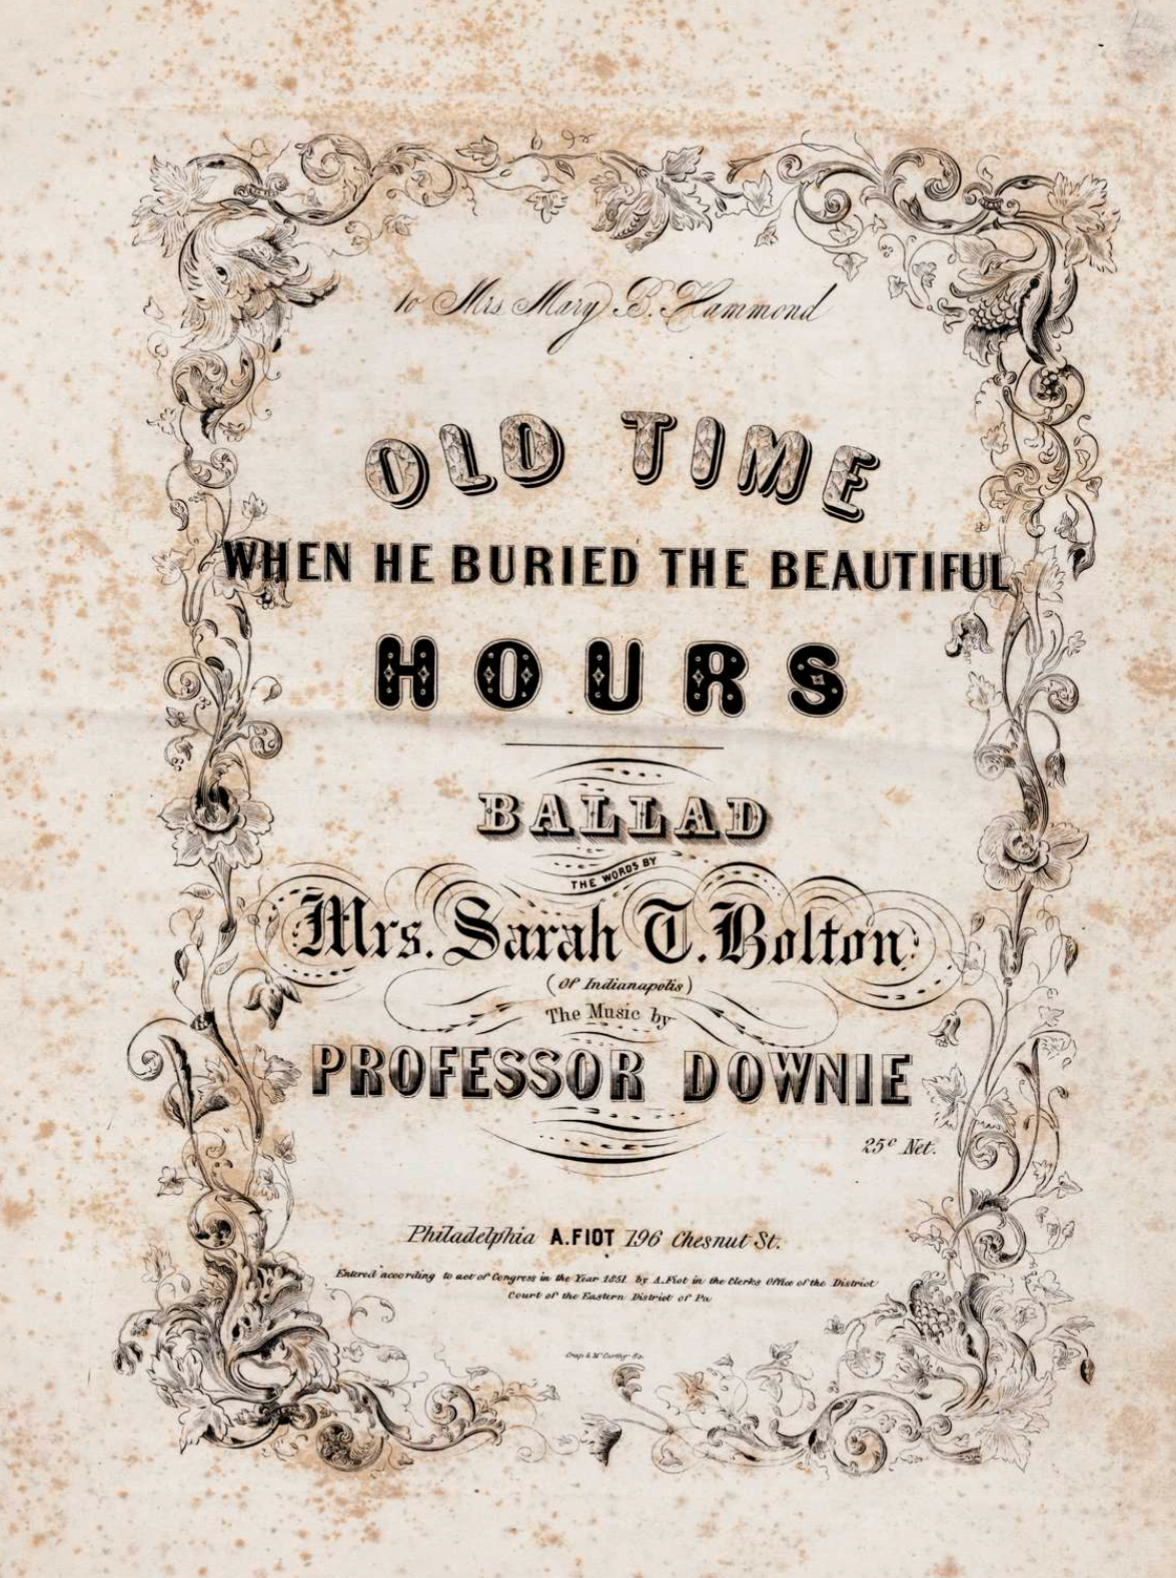 to Mrs Mary B. Hammond
OLD TIME
WHEN HE BURIED THE BEAUTIFUL
HOURS
BALLAD
THE WORDS BY
Mrs. Sarah T. Bolton.
(Of Indianapolis)
The Music by
PROFESSOR DOWNIE
25c Net.
Philadelphia A. FIOT 196 Chesnut St.
Entered according to act of Congress in the Year 1851 by A. Fiot in the Clerks Office of the District
Court of the Eastern District of Pa